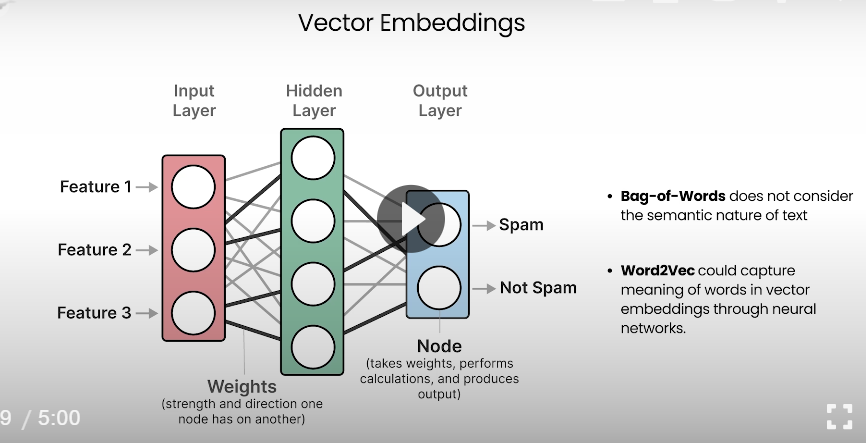 Vector Embeddings
Input
Layer
Hidden
Layer
Output
Layer
Feature 1
Feature 2
Feature 3
Spam
Not Spam
Weights
(strength and direction one
node has on another)
Node
(takes weights, performs
calculations, and produces
output)
• Bag-of-Words does not consider
the semantic nature of text
• Word2Vec could capture
meaning of words in vector
embeddings through neural
networks.
9 / 5:00